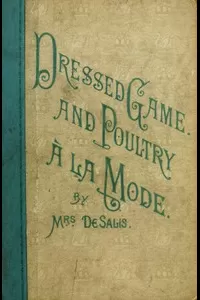 DRESSED GAME.
AND POULTRY
À LA MODE.
BY
MRS DE SALIS.